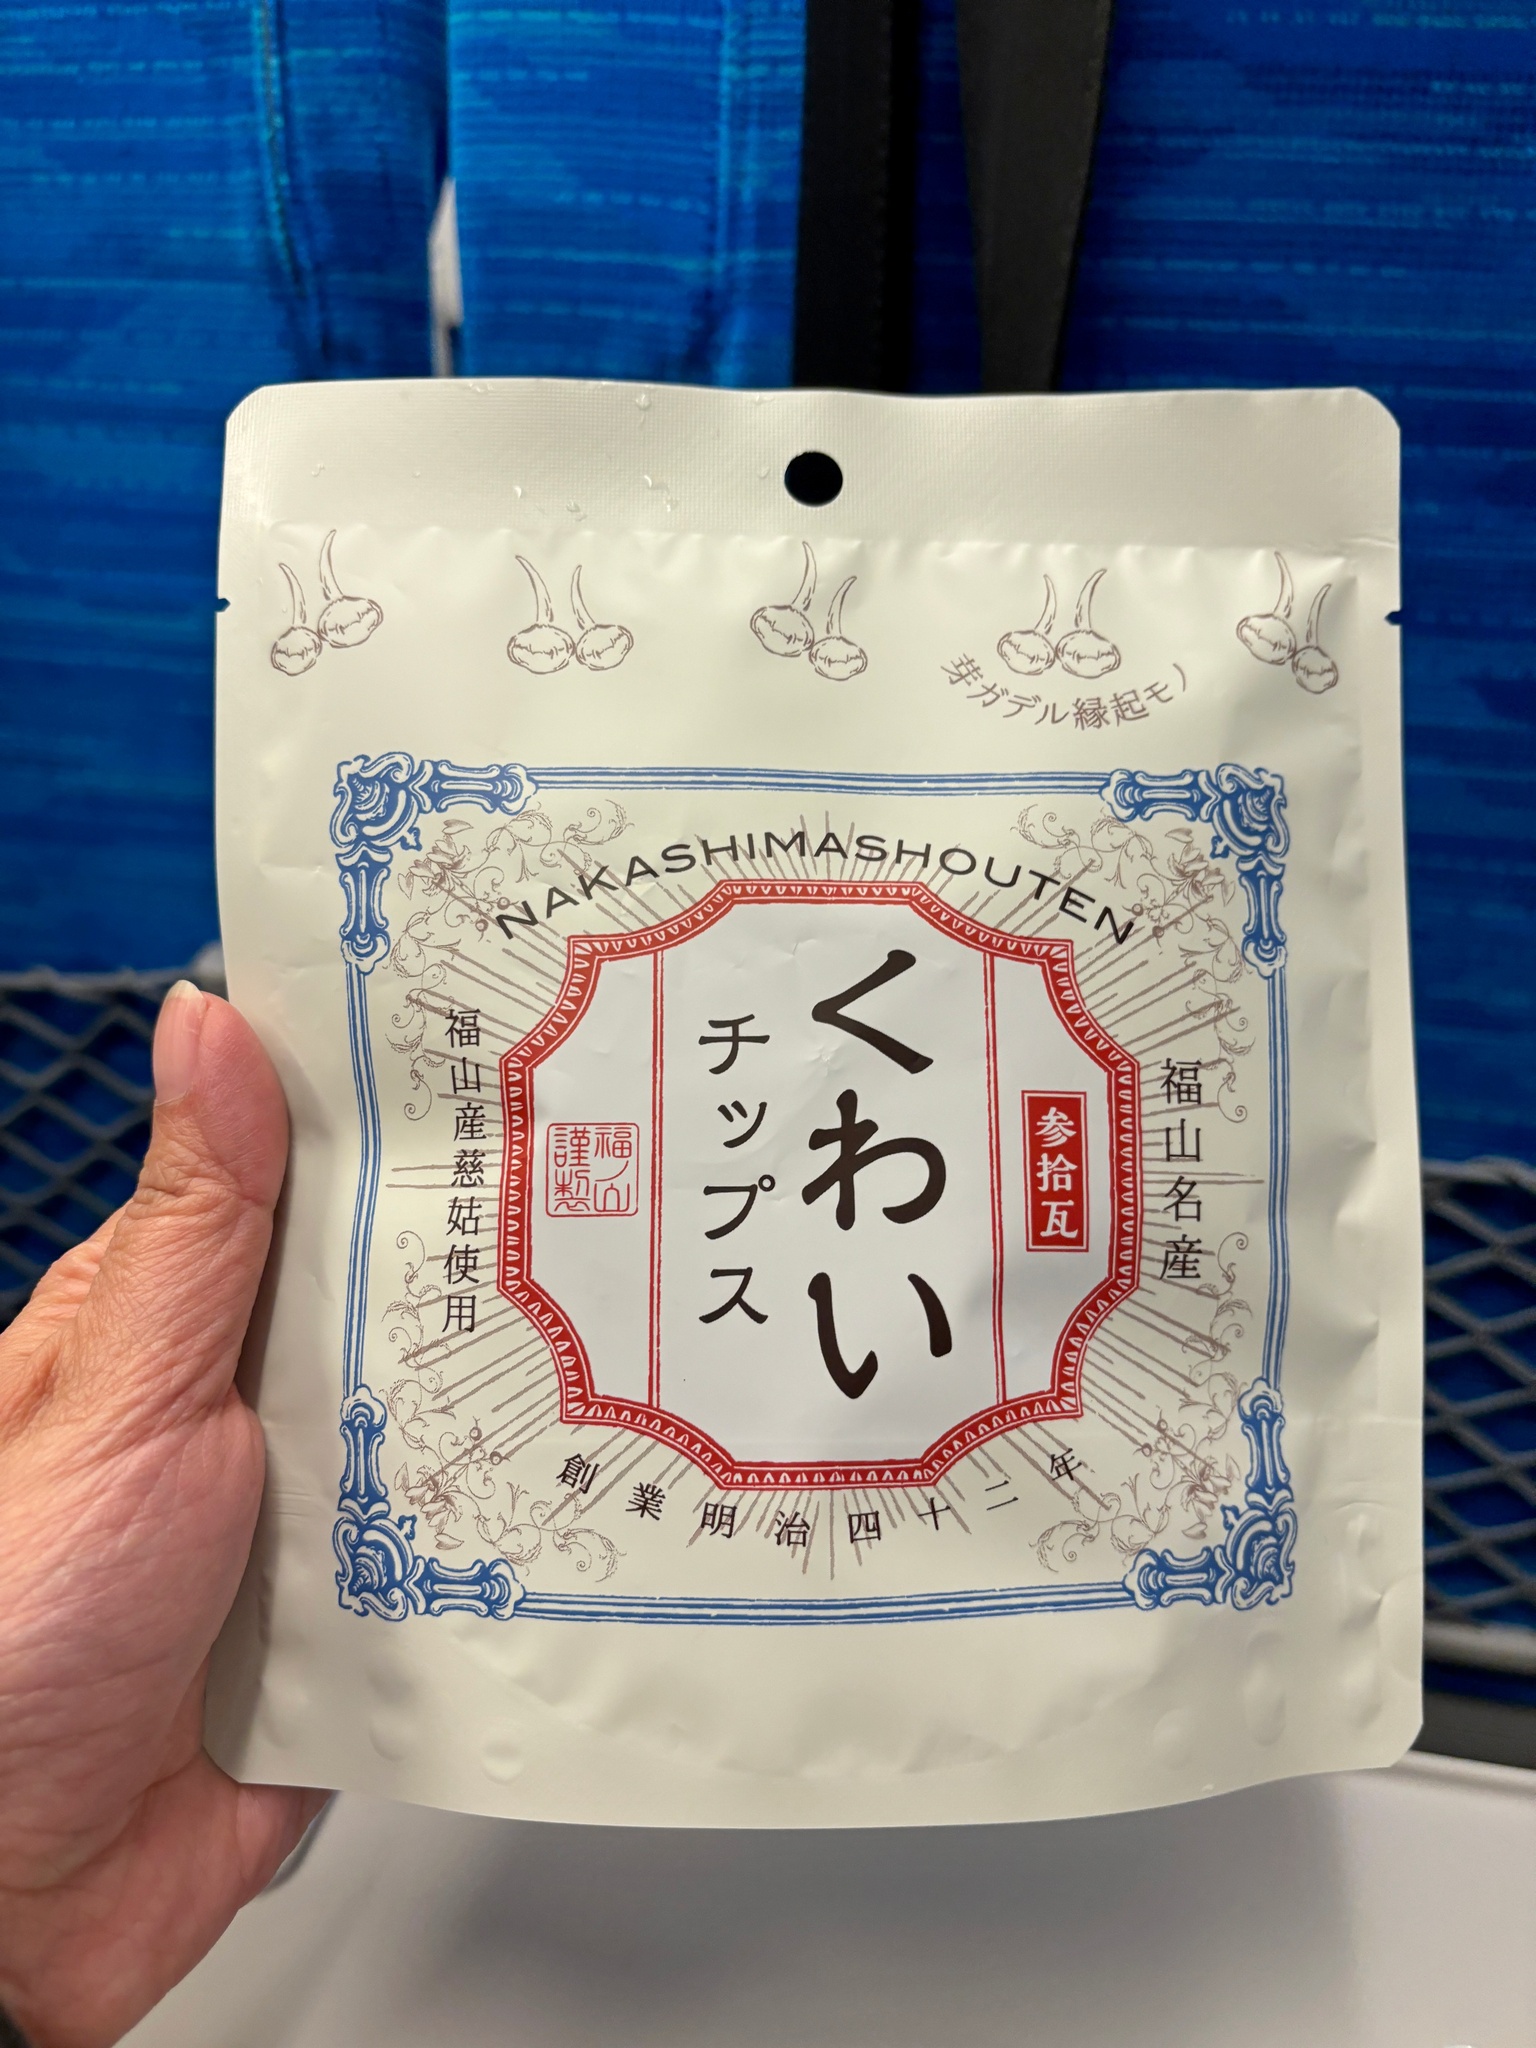 芽ガデル縁起モノ
NAKASHIMASHOUTEN
福山名産
参拾瓦
くわい
チップス
福山
謹製
福山産慈姑使用
創業明治四十二年